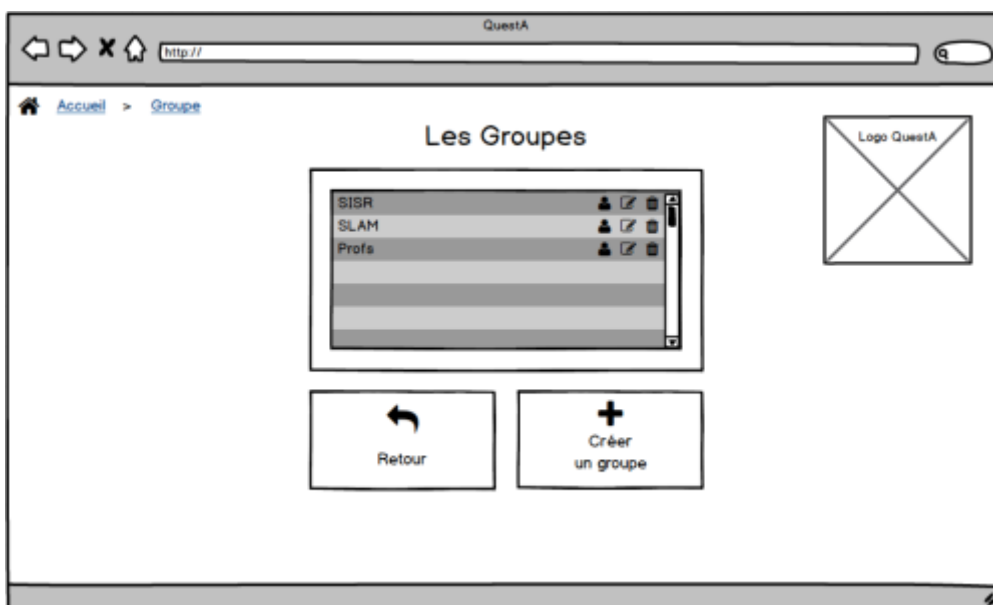 QuestA
http://
Accueil > Groupe
Les Groupes
Logo QuestA
SISR
SLAM
Profs
Retour
Créer
un groupe